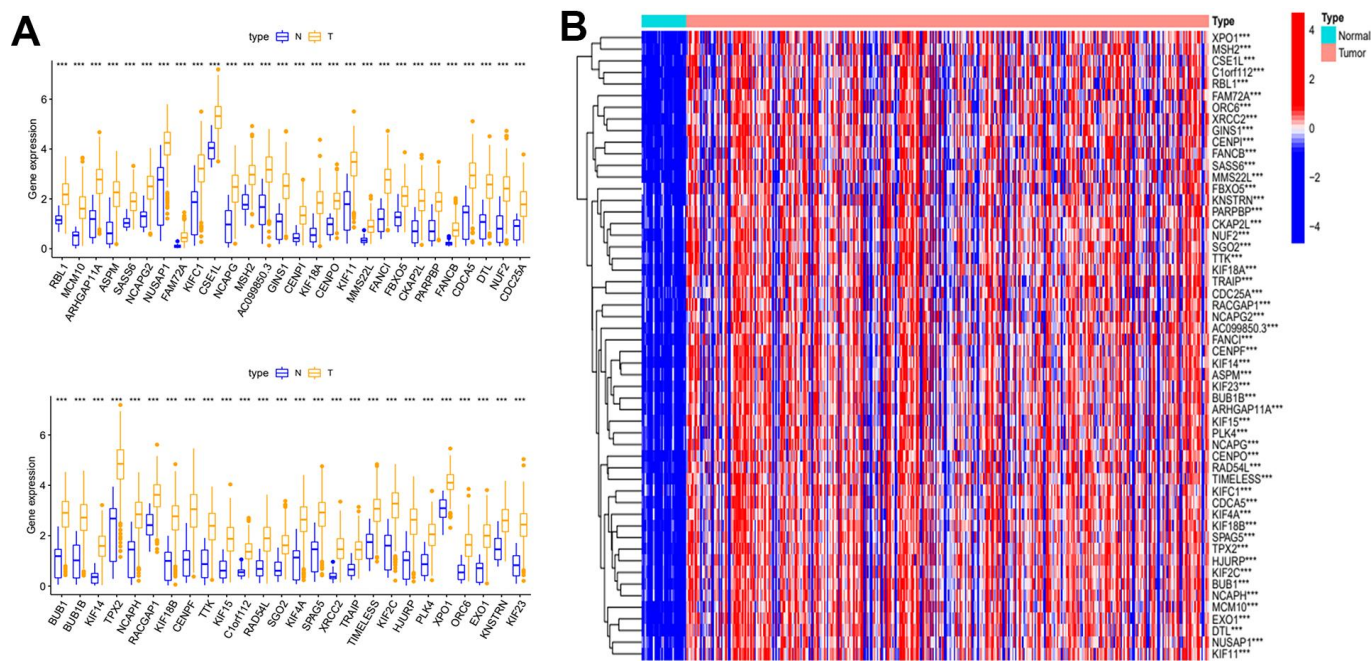 A
type N T
*** *** *** *** *** *** *** *** *** *** *** *** *** *** *** *** *** *** *** *** *** *** *** *** *** *** ***
Gene expression
6
4
2
0
RBL1
MCM10
ARHGAP11A
ASPM
SASS6
NCAPG2
NUSAP1
FAM72A
KIFC1
CSE1L
NCAPG
MSH2
AC099850.3
GINS1
CENPI
KIF18A
CENPO
KIF11
MMS22L
FANCI
FBXO5
CKAP2L
PARPBP
FANCB
CDCA5
DTL
NUF2
CDC25A
type N T
*** *** *** *** *** *** *** *** *** *** *** *** *** *** *** *** *** *** *** *** *** *** *** *** ***
Gene expression
6
4
2
0
BUB1
BUB1B
KIF14
TPX2
NCAPH
RACGAP1
KIF18B
CENPF
TTK
KIF15
C1orf112
RAD54L
SGO2
KIF4A
SPAG5
XRCC2
TRAIP
TIMELESS
KIF2C
HJURP
PLK4
XPO1
ORC6
EXO1
KNSTRN
KIF23
B
Type
XPO1***
MSH2***
CSE1L***
C1orf112***
RBL1***
FAM72A***
ORC6***
XRCC2***
GINS1***
CENPI***
FANCB***
SASS6***
MMS22L***
FBXO5***
KNSTRN***
PARPBP***
CKAP2L***
NUF2***
SGO2***
TTK***
KIF18A***
TRAIP***
CDC25A***
RACGAP1***
NCAPG2***
AC099850.3***
FANCI***
CENPF***
KIF14***
ASPM***
KIF23***
BUB1B***
ARHGAP11A***
KIF15***
PLK4***
NCAPG***
CENPO***
RAD54L***
TIMELESS***
KIFC1***
CDCA5***
KIF4A***
KIF18B***
SPAG5***
TPX2***
HJURP***
KIF2C***
BUB1***
NCAPH***
MCM10***
EXO1***
DTL***
NUSAP1***
KIF11***
4
2
0
−2
−4
Type
Normal
Tumor